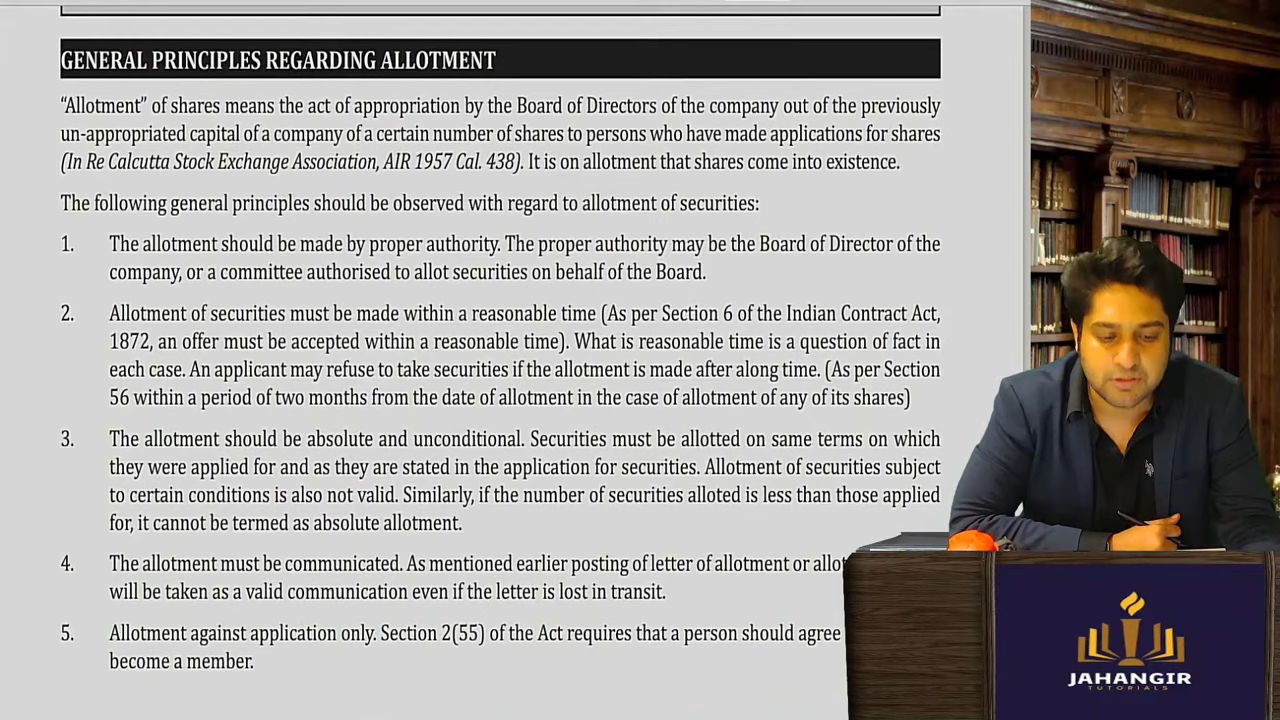 GENERAL PRINCIPLES REGARDING ALLOTMENT
“Allotment” of shares means the act of appropriation by the Board of Directors of the company out of the previously
un-appropriated capital of a company of a certain number of shares to persons who have made applications for shares
(In Re Calcutta Stock Exchange Association, AIR 1957 Cal. 438). It is on allotment that shares come into existence.
The following general principles should be observed with regard to allotment of securities:
1. The allotment should be made by proper authority. The proper authority may be the Board of Director of the
company, or a committee authorised to allot securities on behalf of the Board.
2. Allotment of securities must be made within a reasonable time (As per Section 6 of the Indian Contract Act,
1872, an offer must be accepted within a reasonable time). What is reasonable time is a question of fact in
each case. An applicant may refuse to take securities if the allotment is made after along time. (As per Section
56 within a period of two months from the date of allotment in the case of allotment of any of its shares)
3. The allotment should be absolute and unconditional. Securities must be allotted on same terms on which
they were applied for and as they are stated in the application for securities. Allotment of securities subject
to certain conditions is also not valid. Similarly, if the number of securities alloted is less than those applied
for, it cannot be termed as absolute allotment.
4. The allotment must be communicated. As mentioned earlier posting of letter of allotment or
will be taken as a valid communication even if the letter is lost in transit.
5. Allotment against application only. Section 2(55) of the Act requires that a person should agree
become a member.
JAHANGIR
TUTORIALS